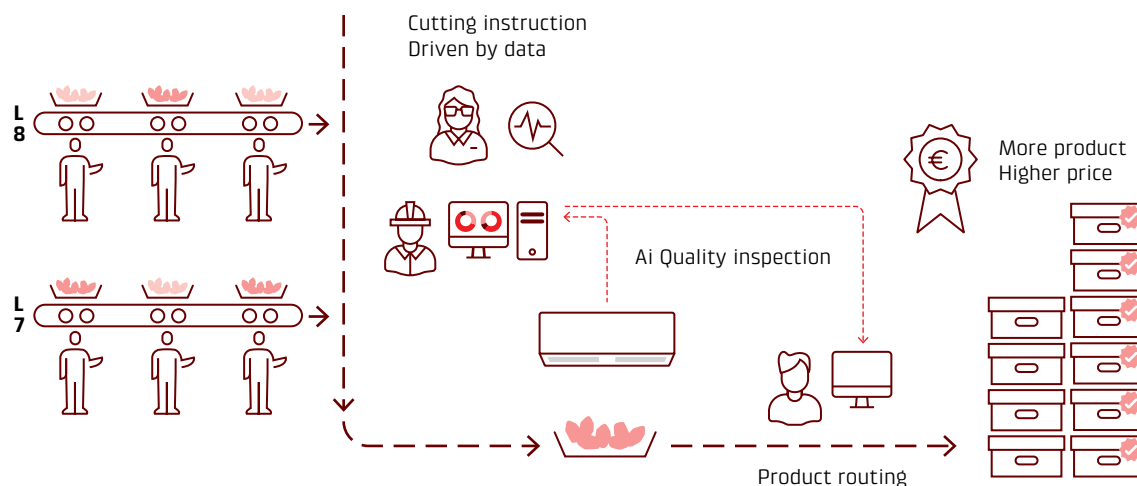 Cutting instruction
Driven by data
L
8
More product
Higher price
€
Ai Quality inspection
L
7
Product routing